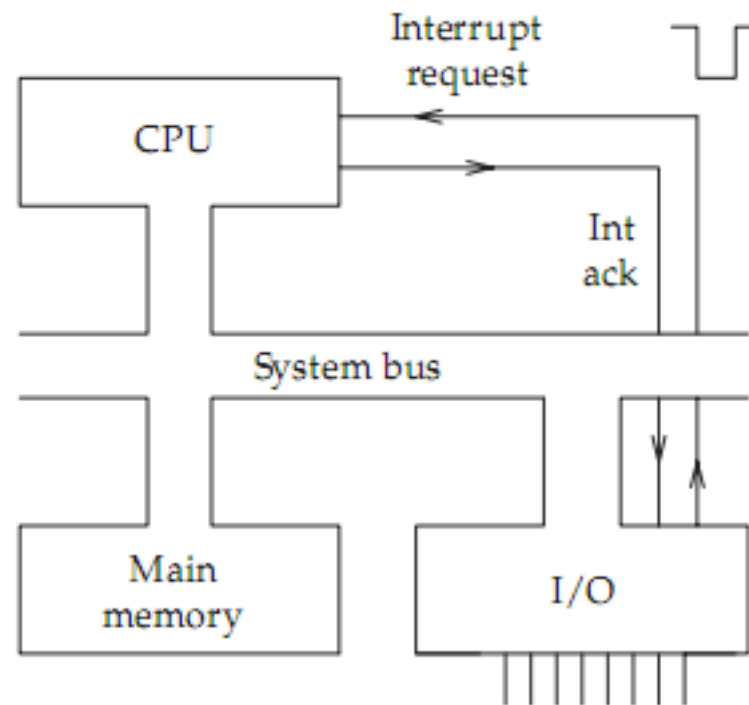 Interrupt
request
CPU
Int
ack
System bus
Main
memory
I/O